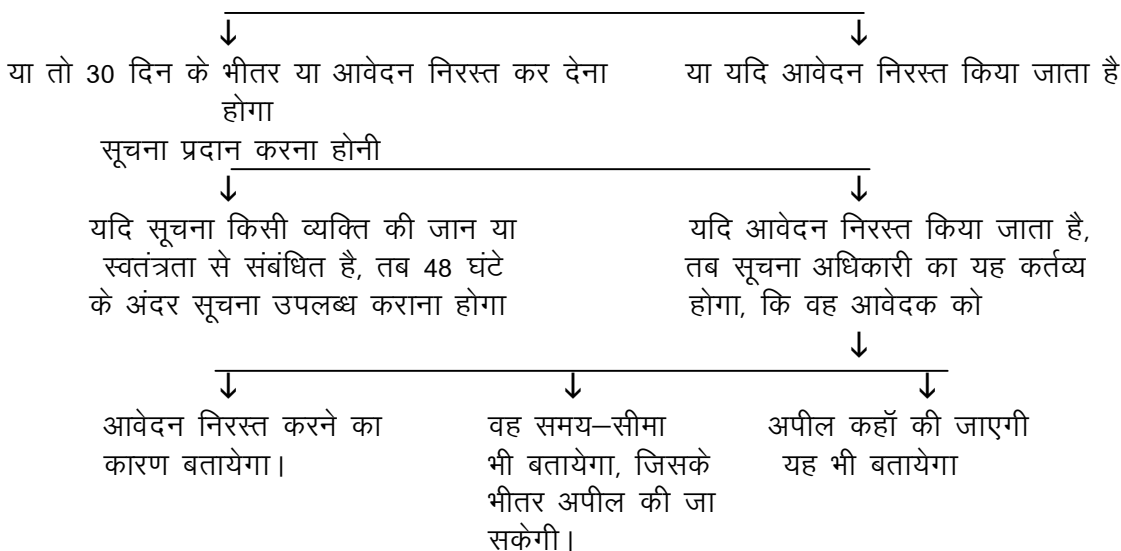 या तो 30 दिन के भीतर या आवेदन निरस्त कर देना
होगा
सूचना प्रदान करना होनी
या यदि आवेदन निरस्त किया जाता है
यदि सूचना किसी व्यक्ति की जान या
स्वतंत्रता से संबंधित है, तब 48 घंटे
के अंदर सूचना उपलब्ध कराना होगा
यदि आवेदन निरस्त किया जाता है,
तब सूचना अधिकारी का यह कर्तव्य
होगा, कि वह आवेदक को
आवेदन निरस्त करने का
कारण बतायेगा।
वह समय–सीमा
भी बतायेगा, जिसके
भीतर अपील की जा
सकेगी।
अपील कहॉ की जाएगी
यह भी बतायेगा